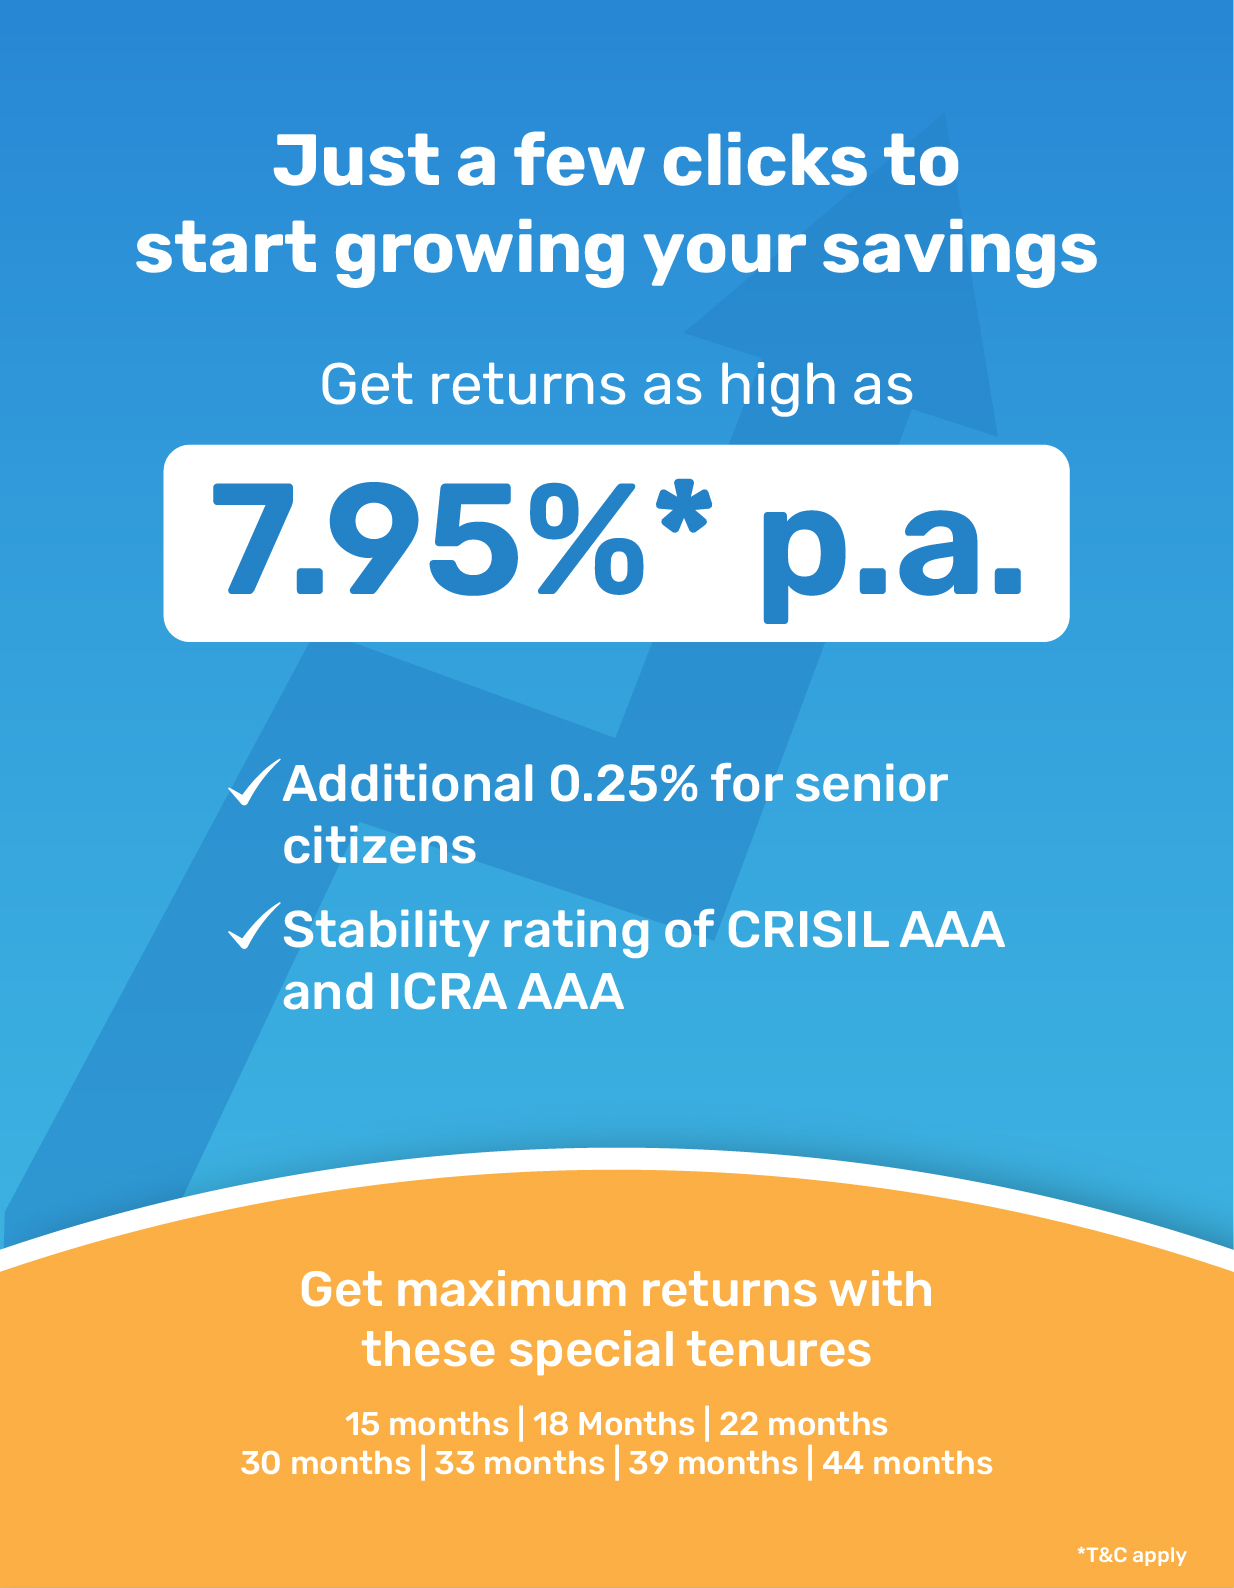 Just a few clicks to
start growing your savings
Get returns as high as
7.95%* p.a.
Additional 0.25% for senior
citizens
Stability rating of CRISIL AAA
and ICRA AAA
Get maximum returns with
these special tenures
15 months | 18 Months | 22 months
30 months | 33 months | 39 months | 44 months
*T&C apply